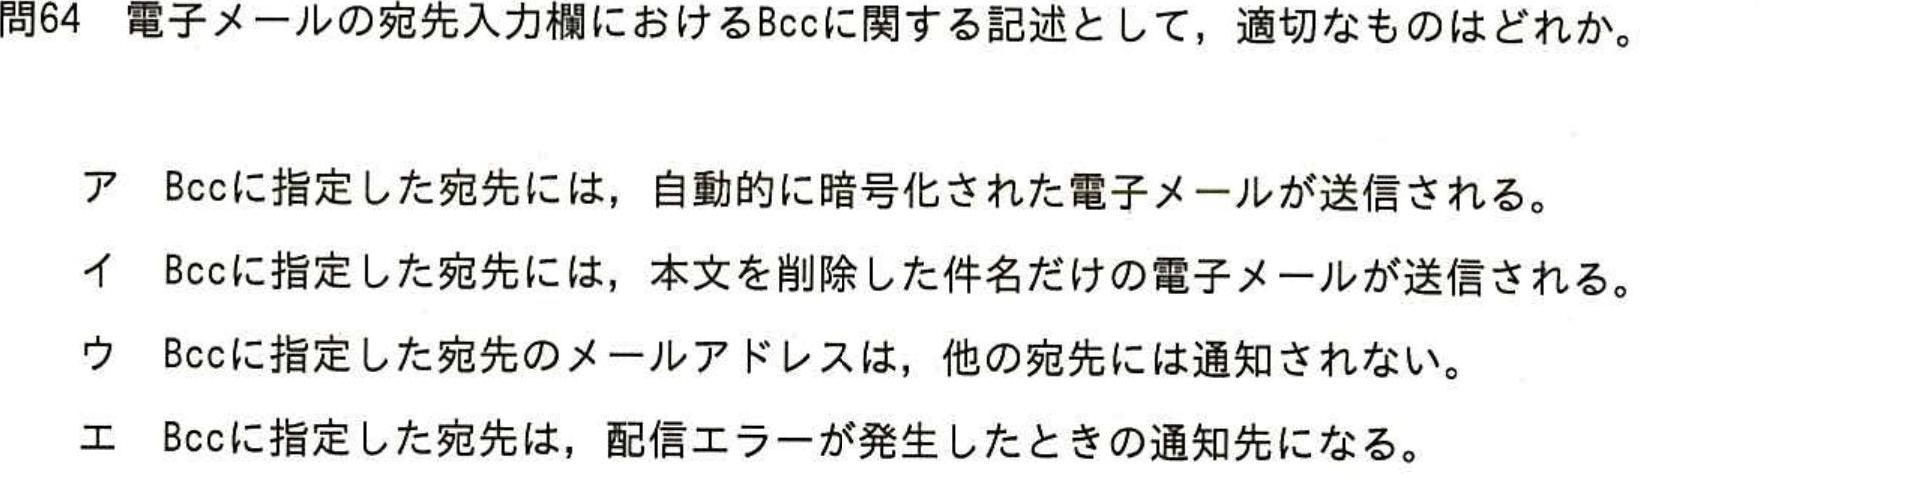 問64　電子メールの宛先入力欄におけるBccに関する記述として，適切なものはどれか。
ア　Bccに指定した宛先には，自動的に暗号化された電子メールが送信される。
イ　Bccに指定した宛先には，本文を削除した件名だけの電子メールが送信される。
ウ　Bccに指定した宛先のメールアドレスは，他の宛先には通知されない。
エ　Bccに指定した宛先は，配信エラーが発生したときの通知先になる。